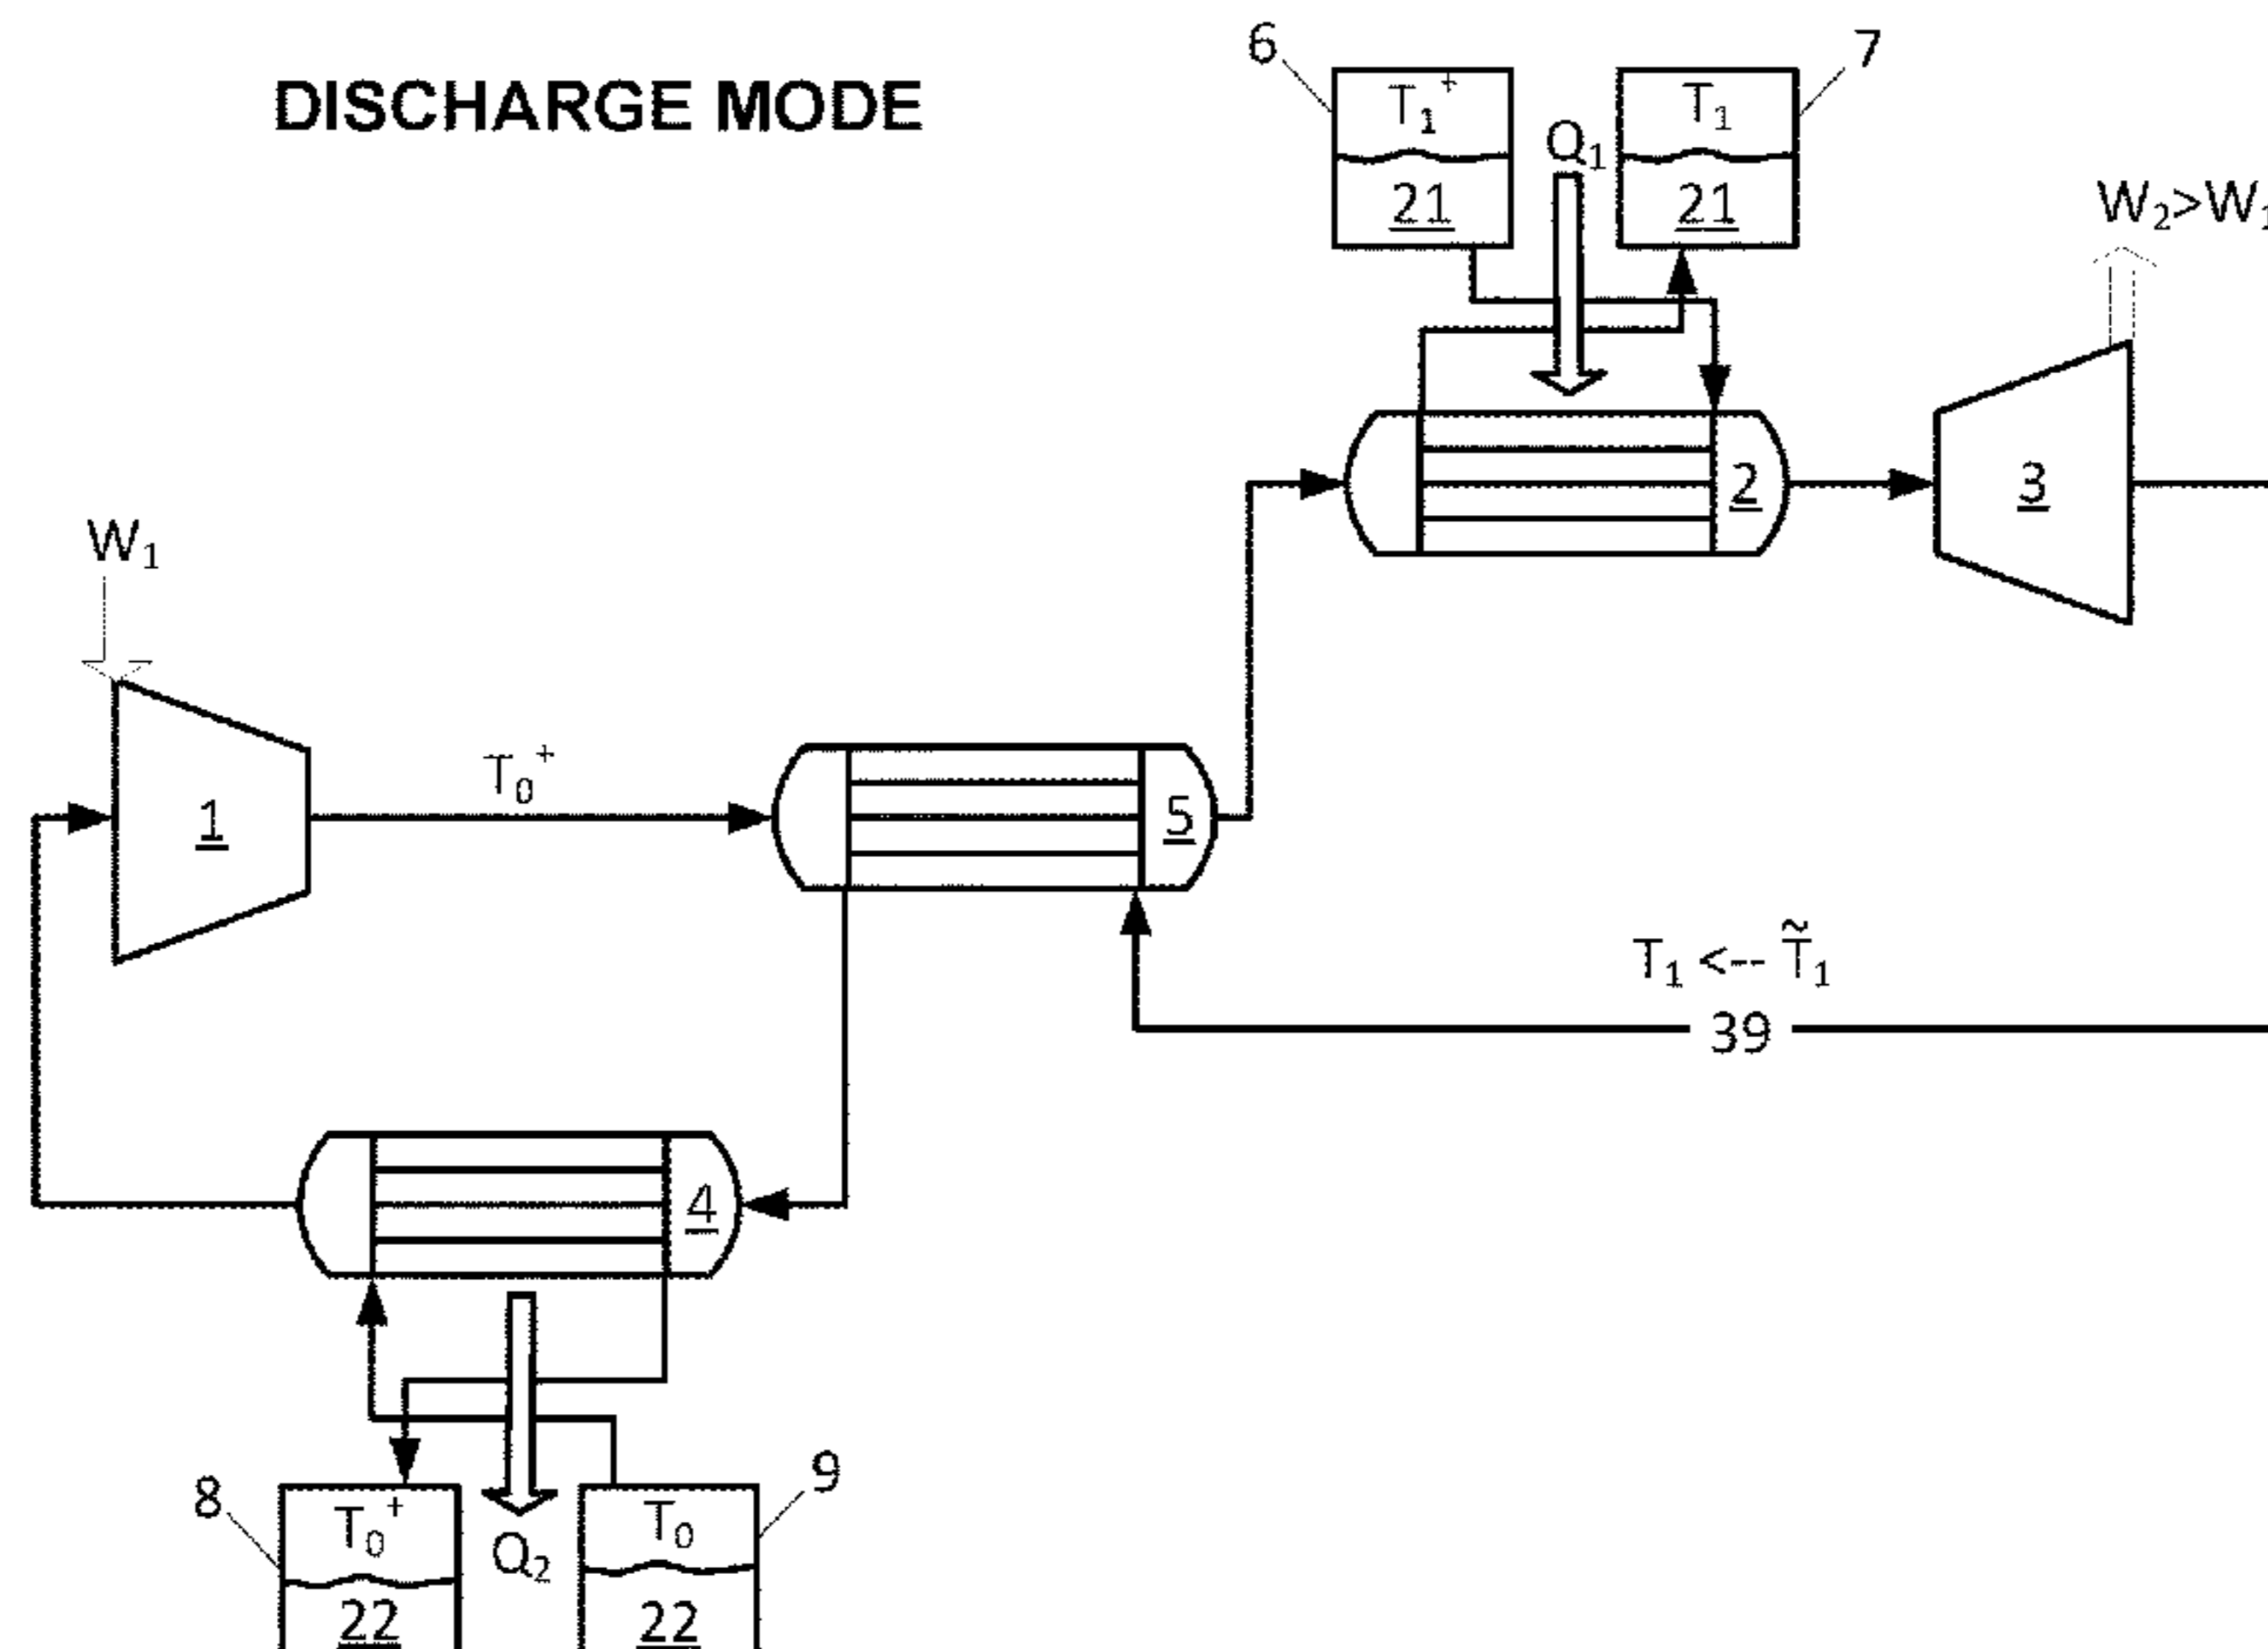 6
7
DISCHARGE MODE
T₁⁺
T₁
Q₁
21
21
W₂>W₁
2
3
W₁
T₀⁺
1
5
T₁ <-- T̃₁
39
4
8
9
T₀⁺
T₀
Q₂
22
22